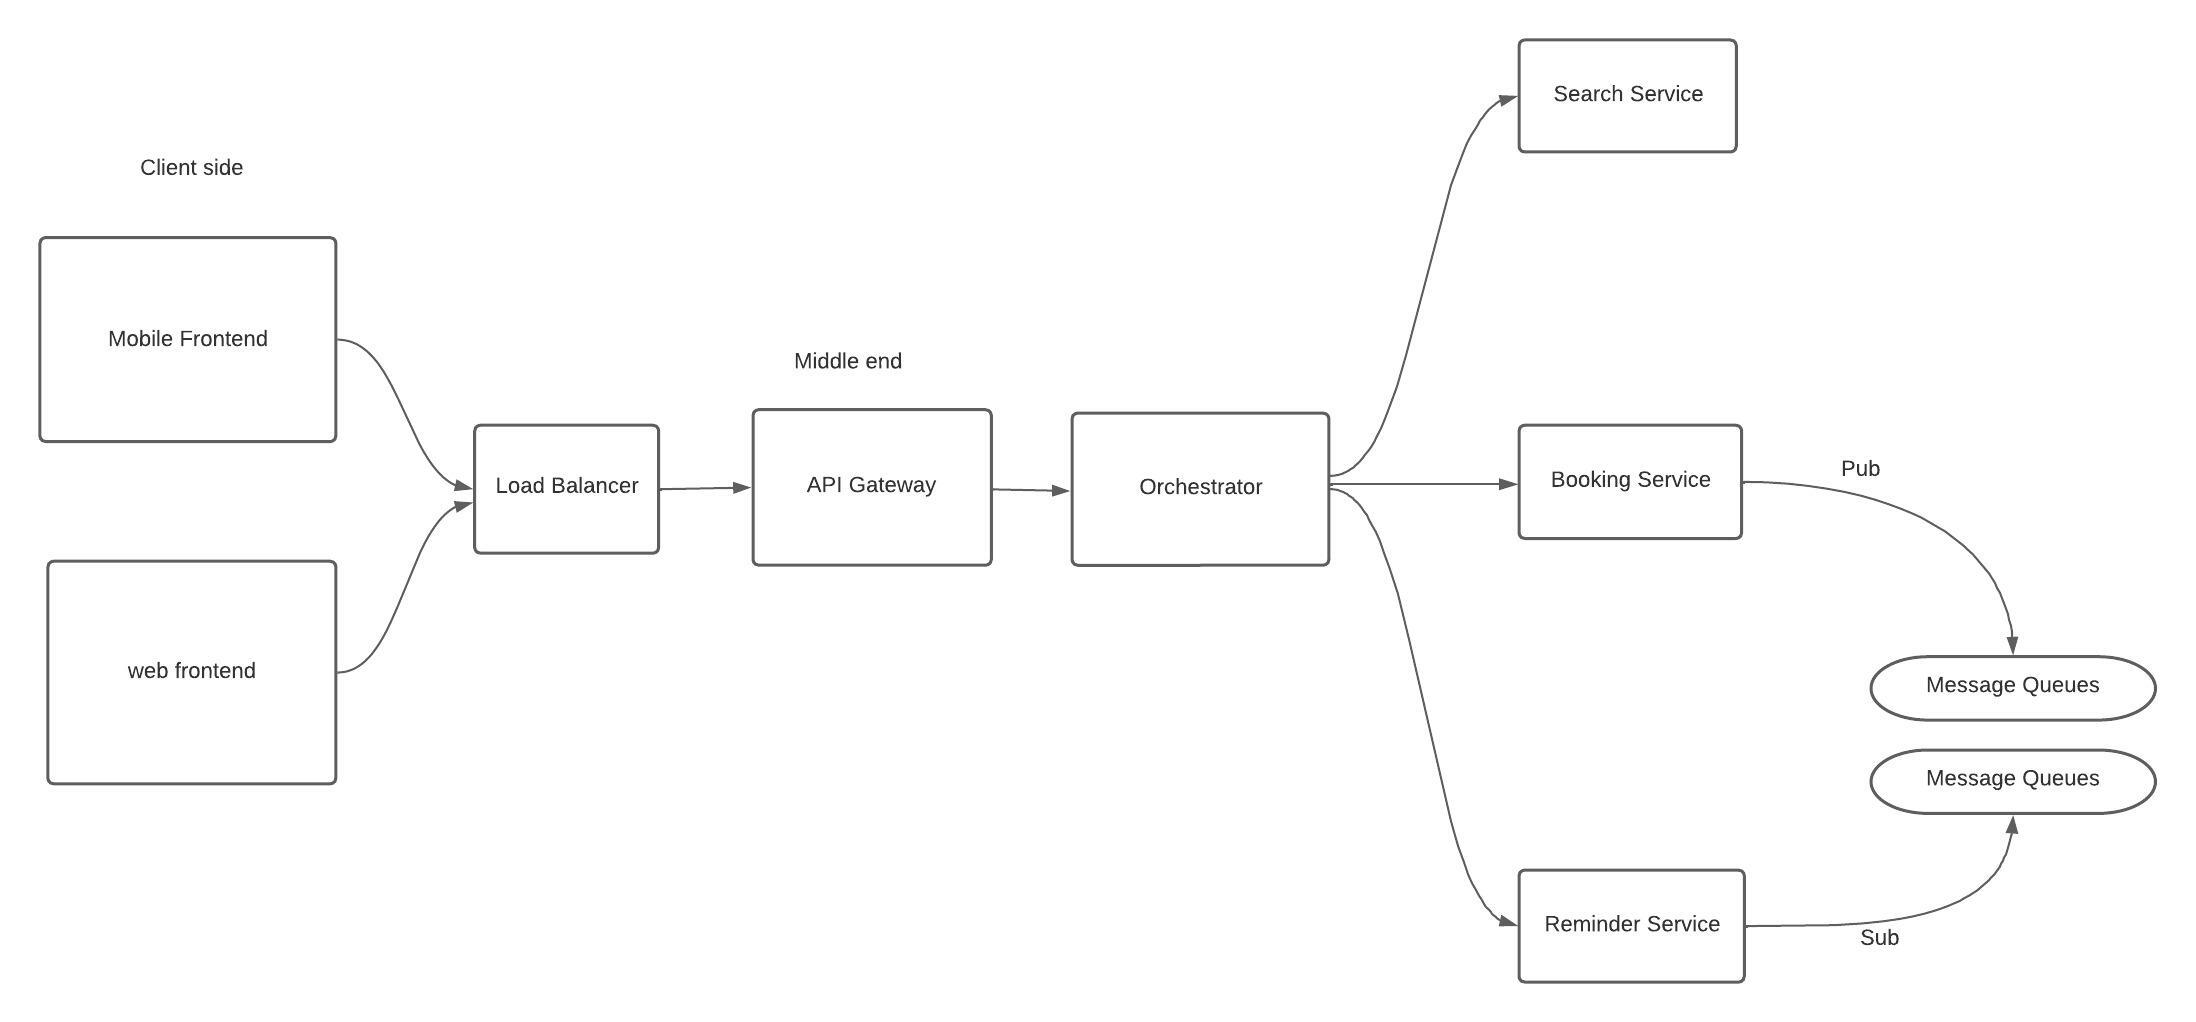 Client side
Mobile Frontend
web frontend
Load Balancer
Middle end
API Gateway
Orchestrator
Search Service
Booking Service
Pub
Message Queues
Message Queues
Reminder Service
Sub